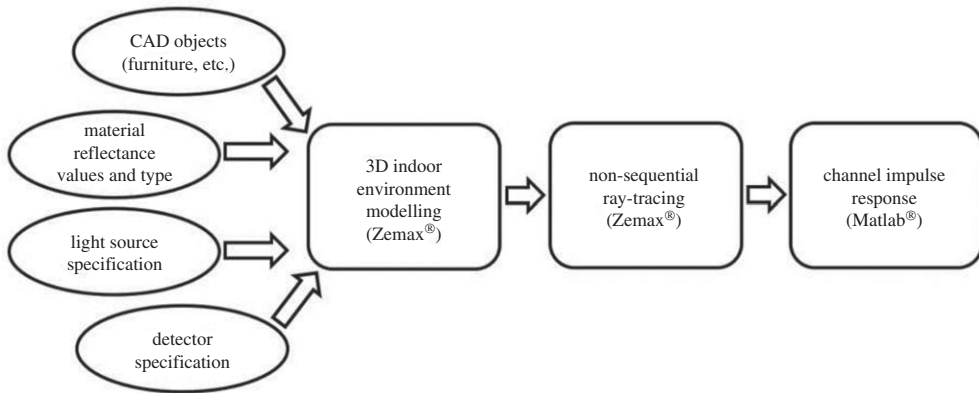 CAD objects
(furniture, etc.)
material
reflectance
values and type
light source
specification
detector
specification
3D indoor
environment
modelling
(Zemax®)
non-sequential
ray-tracing
(Zemax®)
channel impulse
response
(Matlab®)